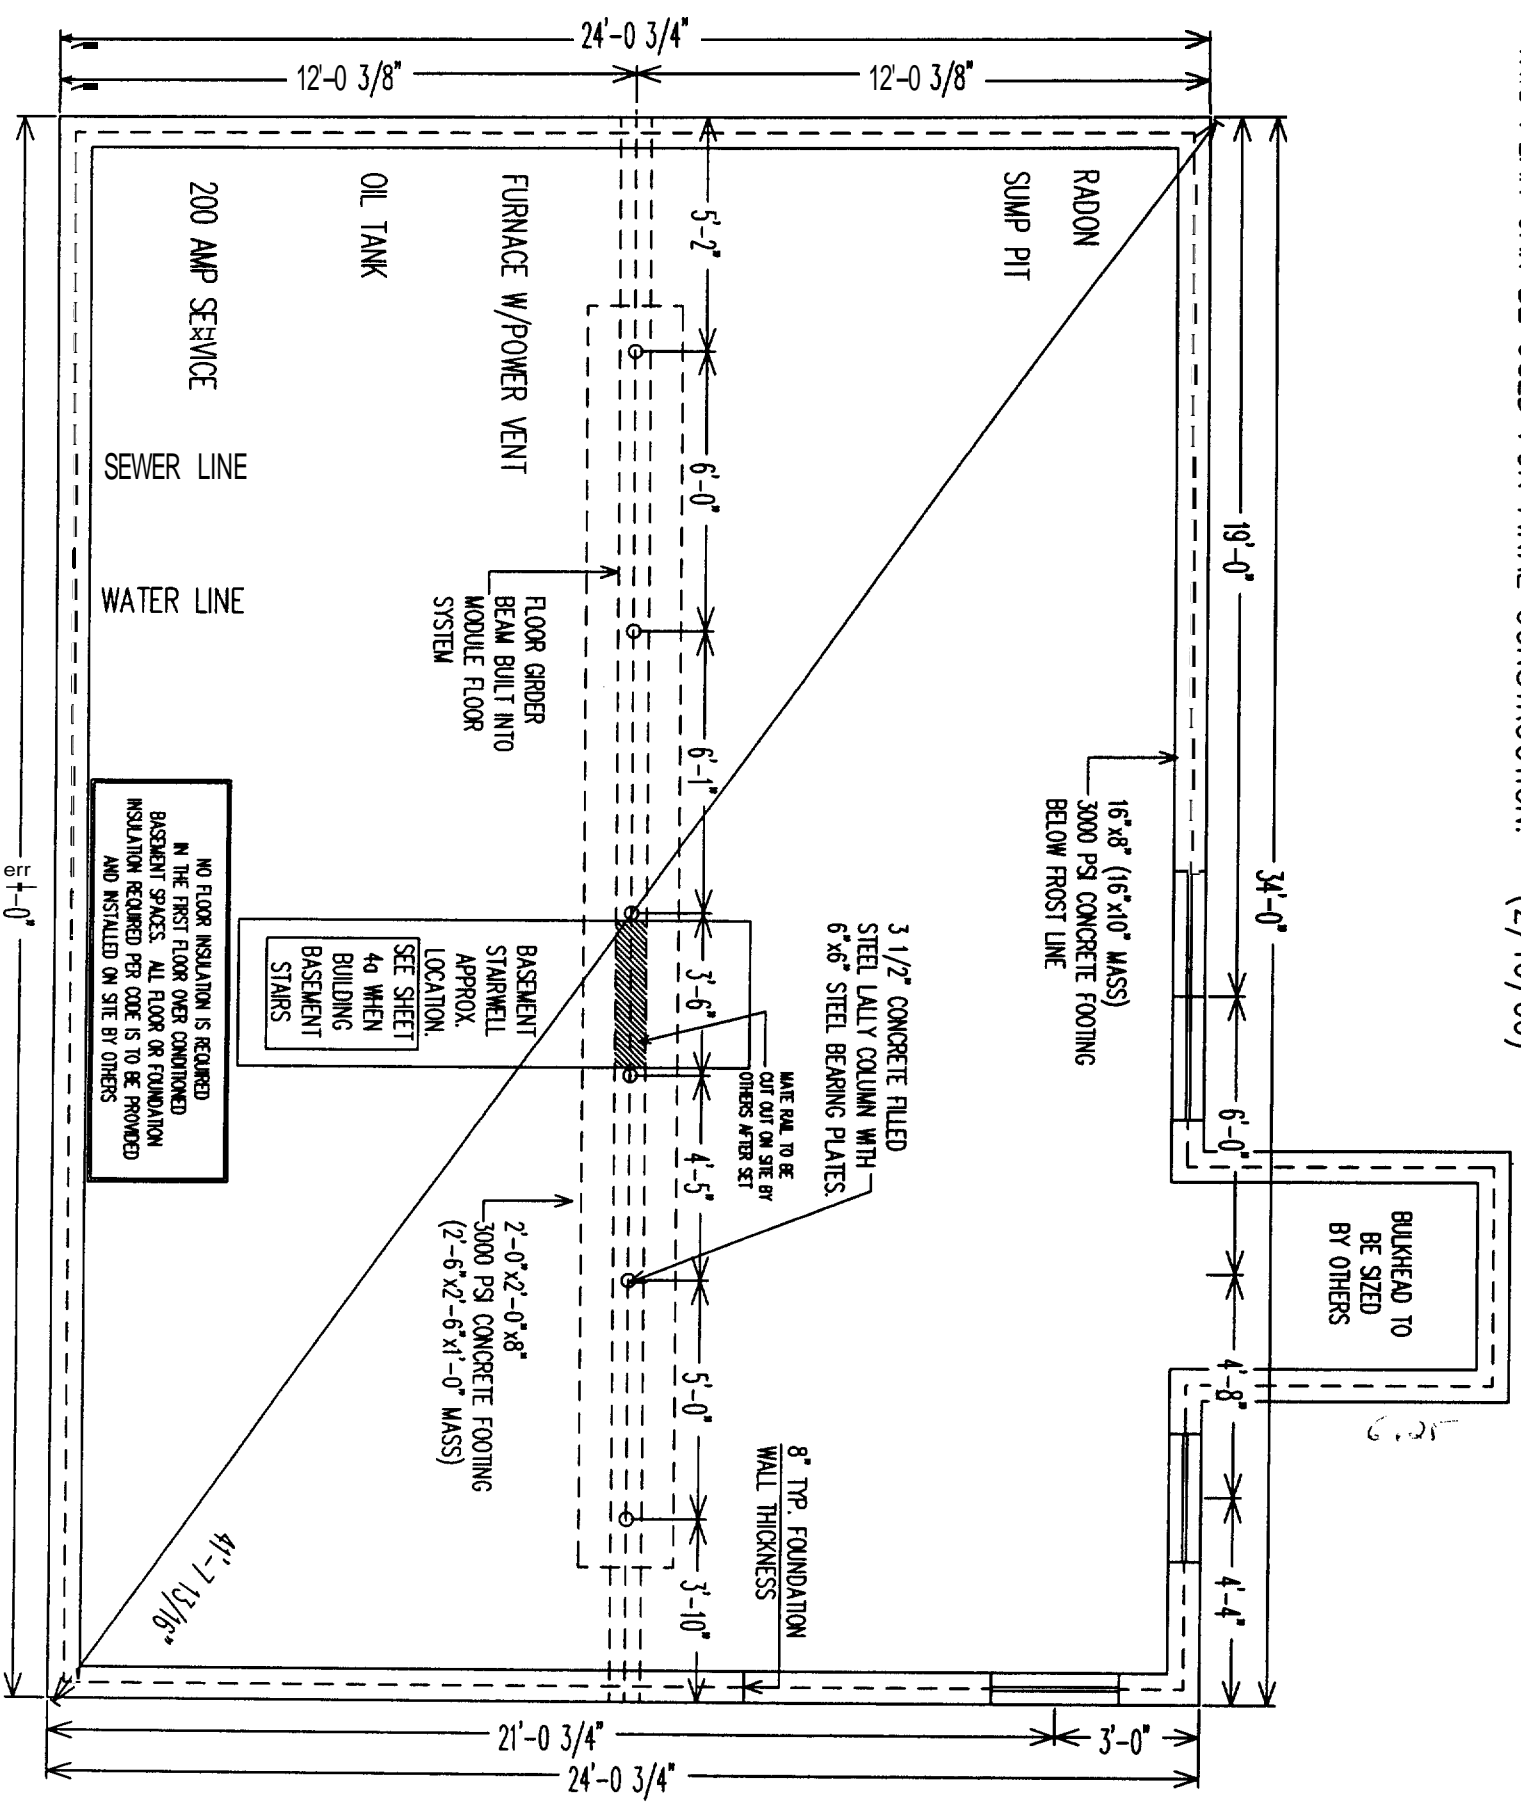 24'-0 3/4"
12'-0 3/8"
12'-0 3/8"
34'-0"
19'-0"
6'-0"
4'-8"
4'-4"
BULKHEAD TO
BE SIZED
BY OTHERS
6.25
RADON
SUMP PIT
16"x8" (16"x10" MASS)
3000 PSI CONCRETE FOOTING
BELOW FROST LINE
3 1/2" CONCRETE FILLED
STEEL LALLY COLUMN WITH
6"x6" STEEL BEARING PLATES.
MATE RAIL TO BE
CUT OUT ON SITE BY
OTHERS AFTER SET
8" TYP. FOUNDATION
WALL THICKNESS
5'-2"
6'-0"
6'-1"
3'-6"
4'-5"
5'-0"
3'-10"
FURNACE W/POWER VENT
FLOOR GIRDER
BEAM BUILT INTO
MODULE FLOOR
SYSTEM
BASEMENT
STAIRWELL
APPROX.
LOCATION.
SEE SHEET
4a WHEN
BUILDING
BASEMENT
STAIRS
2'-0"x2'-0"x8"
3000 PSI CONCRETE FOOTING
(2'-6"x2'-6"x1'-0" MASS)
OIL TANK
200 AMP SEXIVICE
SEWER LINE
WATER LINE
NO FLOOR INSULATION IS REQUIRED
IN THE FIRST FLOOR OVER CONDITIONED
BASEMENT SPACES. ALL FLOOR OR FOUNDATION
INSULATION REQUIRED PER CODE IS TO BE PROVIDED
AND INSTALLED ON SITE BY OTHERS
41'-7 13/16"
err
-0"
21'-0 3/4"
3'-0"
24'-0 3/4"